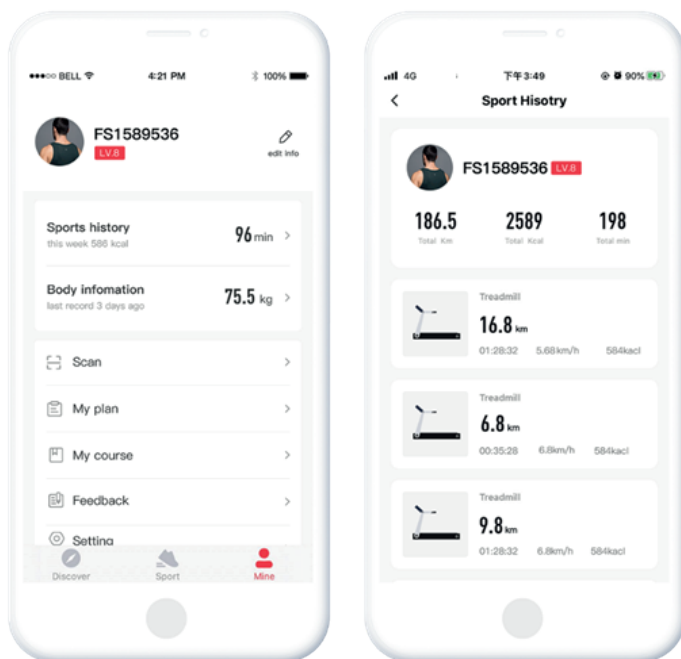 BELL
4:21 PM
100%
FS1589536
LV.8
edit info
Sports history
this week 586 kcal
96 min
Body infomation
last record 3 days ago
75.5 kg
Scan
My plan
My course
Feedback
Setting
Discover
Sport
Mine
4G
下午3:49
90%
Sport Hisotry
FS1589536 LV.8
186.5 2589 198
Total Km Total Kcal Total min
Treadmill
16.8 km
01:28:32 5.68km/h 584kacl
Treadmill
6.8 km
00:35:28 6.8km/h 584kacl
Treadmill
9.8 km
01:28:32 6.8km/h 584kacl